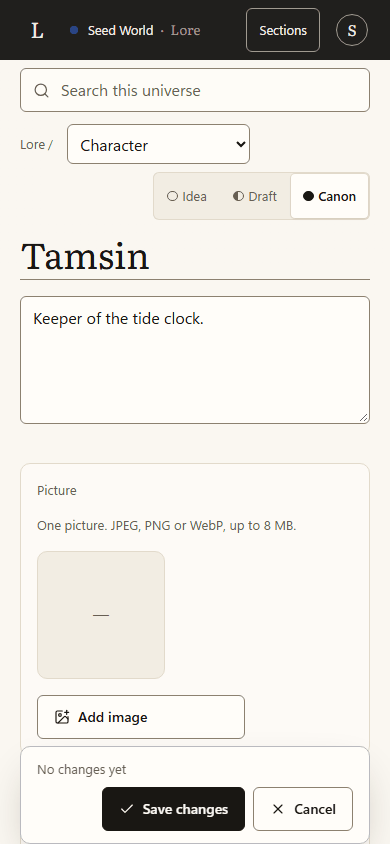 L
Seed World · Lore
Sections
S
Search this universe
Lore /
Character
Idea
Draft
Canon
Tamsin
Keeper of the tide clock.
Picture
One picture. JPEG, PNG or WebP, up to 8 MB.
—
Add image
No changes yet
Save changes
Cancel